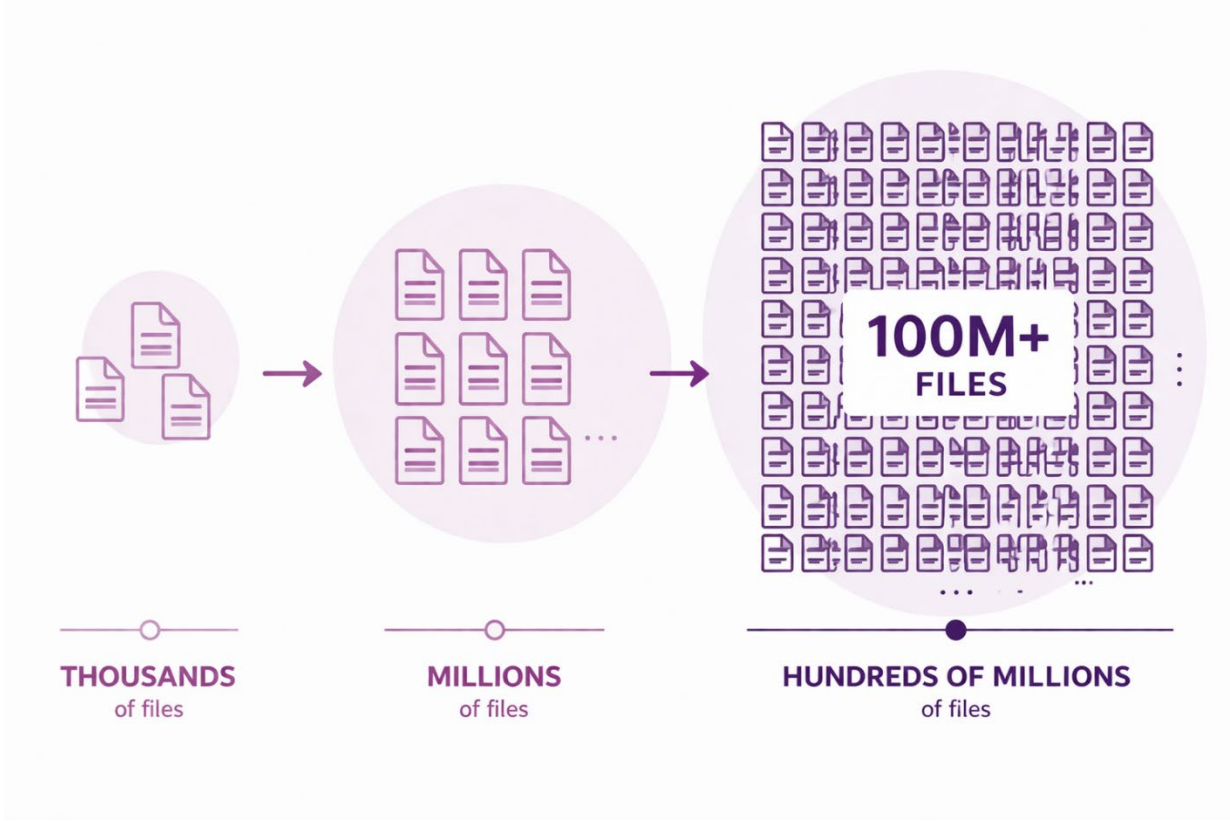 100M+
FILES
THOUSANDS
of files
MILLIONS
of files
HUNDREDS OF MILLIONS
of files